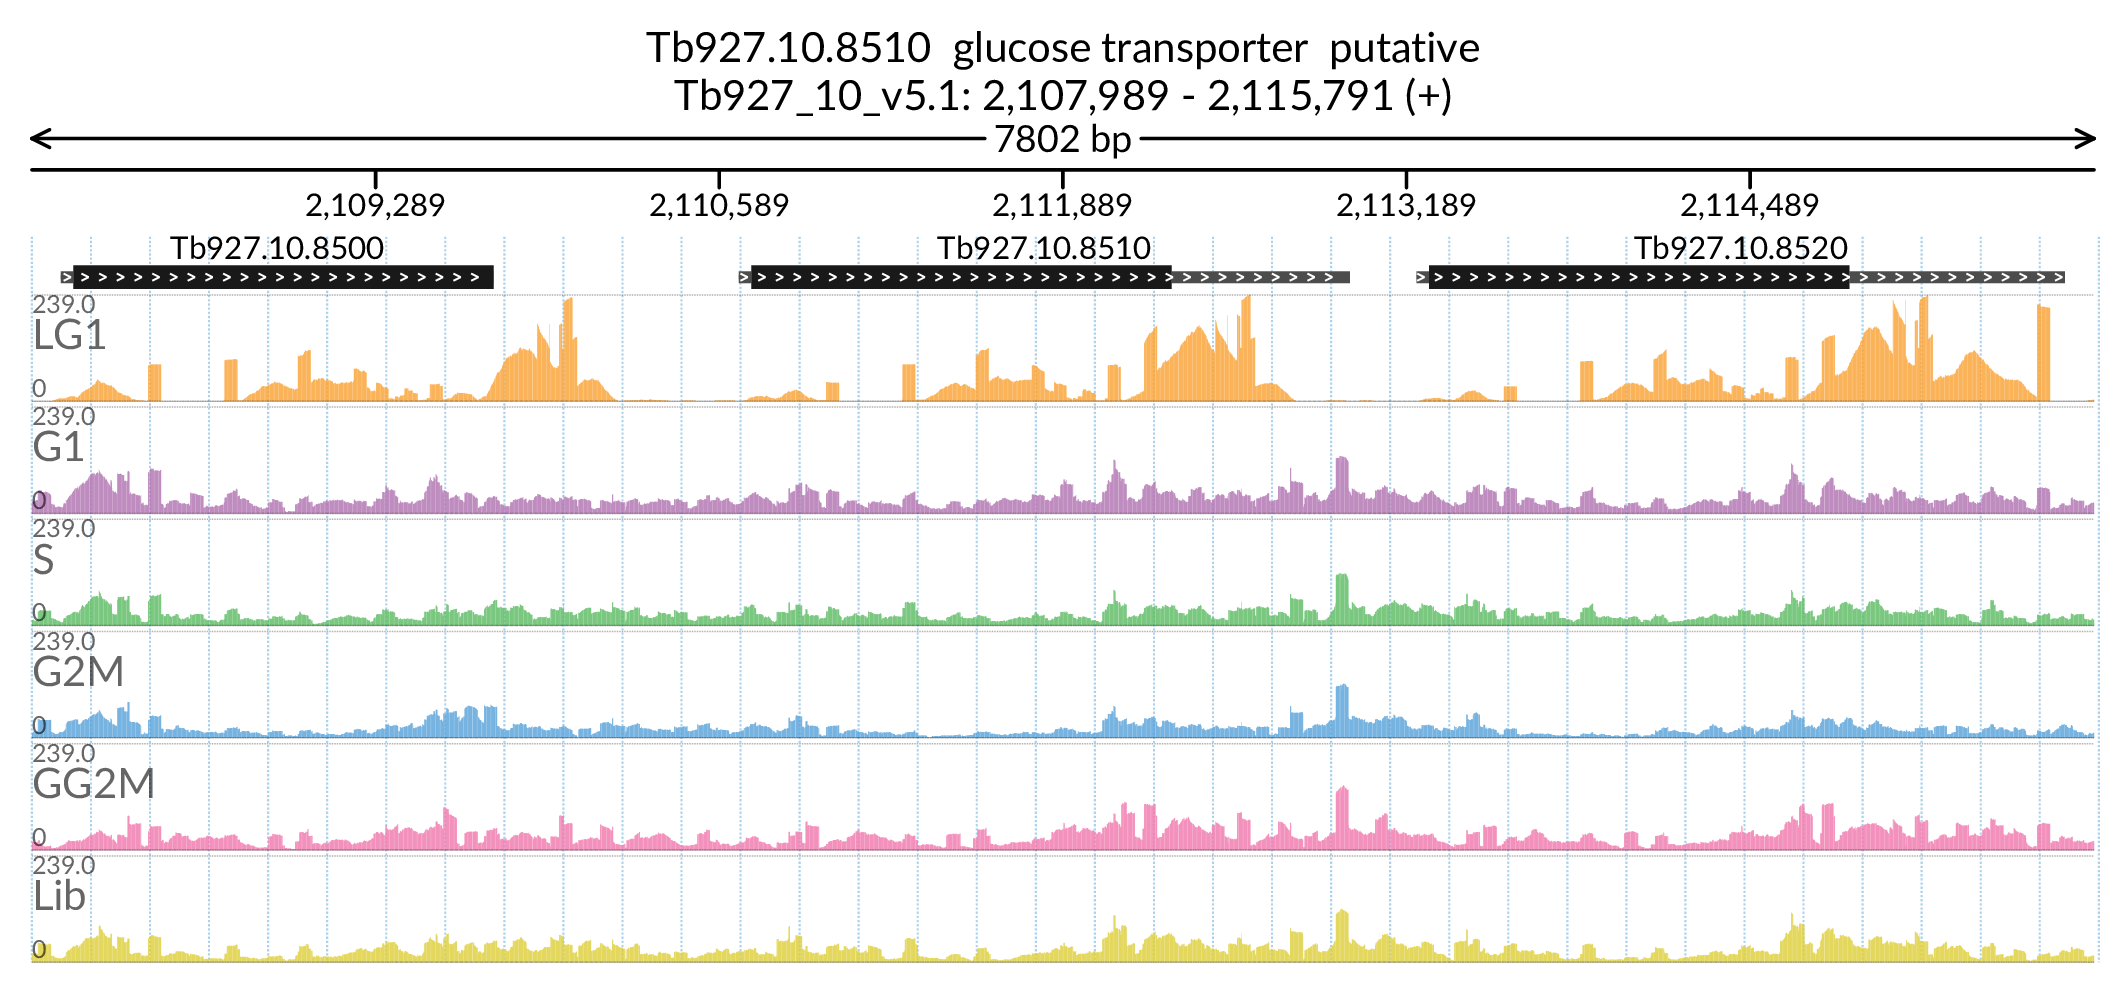 Tb927.10.8510 glucose transporter putative
Tb927_10_v5.1: 2,107,989 - 2,115,791 (+)
7802 bp
2,109,289 2,110,589 2,111,889 2,113,189 2,114,489
Tb927.10.8500 Tb927.10.8510 Tb927.10.8520
239.0
LG1
0
239.0
G1
0
239.0
S
0
239.0
G2M
0
239.0
GG2M
0
239.0
Lib
0